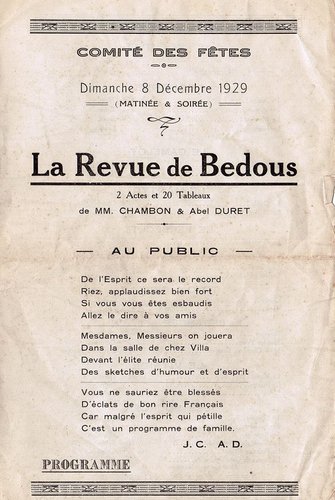 COMITÉ DES FÊTES
Dimanche 8 Décembre 1929
(MATINÉE & SOIRÉE)
La Revue de Bedous
2 Actes et 20 Tableaux
de MM. CHAMBON & Abel DURET
— AU PUBLIC —
De l'Esprit ce sera le record
Riez, applaudissez bien fort
Si vous vous êtes esbaudis
Allez le dire à vos amis
Mesdames, Messieurs on jouera
Dans la salle de chez Villa
Devant l'élite réunie
Des sketches d'humour et d'esprit
Vous ne sauriez être blessés
D'éclats de bon rire Français
Car malgré l'esprit qui pétille
C'est un programme de famille.
J. C. A. D.
PROGRAMME